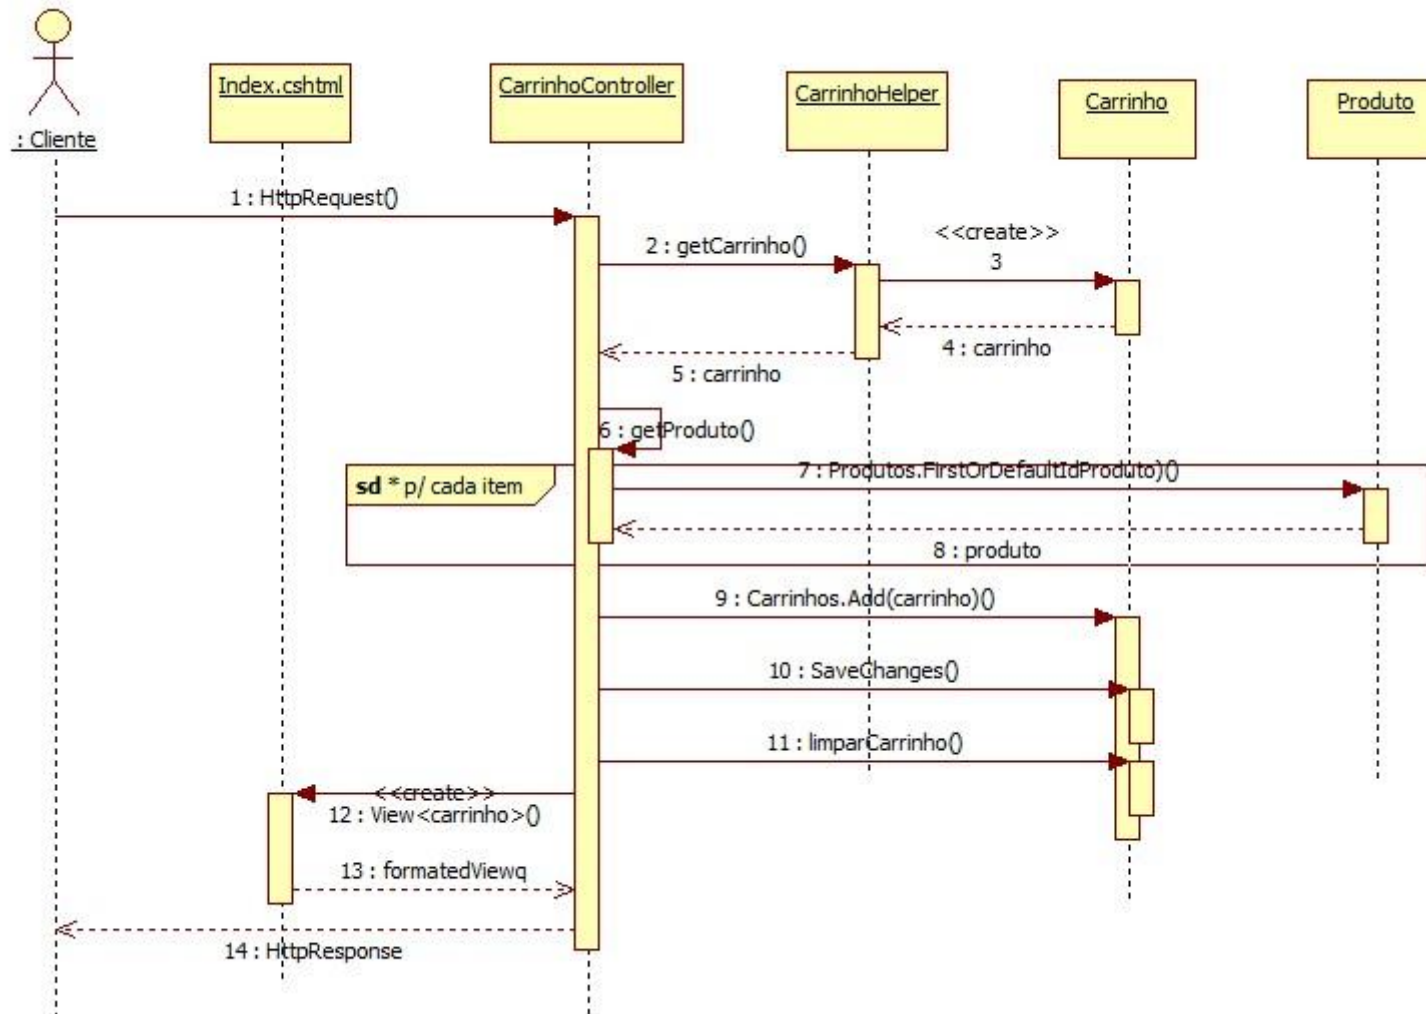 : Cliente
Index.cshtml
CarrinhoController
CarrinhoHelper
Carrinho
Produto
1 : HttpRequest()
2 : getCarrinho()
<<create>>
3
4 : carrinho
5 : carrinho
6 : getProduto()
sd * p/ cada item
7 : Produtos.FirstOrDefaultIdProduto)()
8 : produto
9 : Carrinhos.Add(carrinho)()
10 : SaveChanges()
11 : limparCarrinho()
<<create>>
12 : View<carrinho>()
13 : formatedViewq
14 : HttpResponse